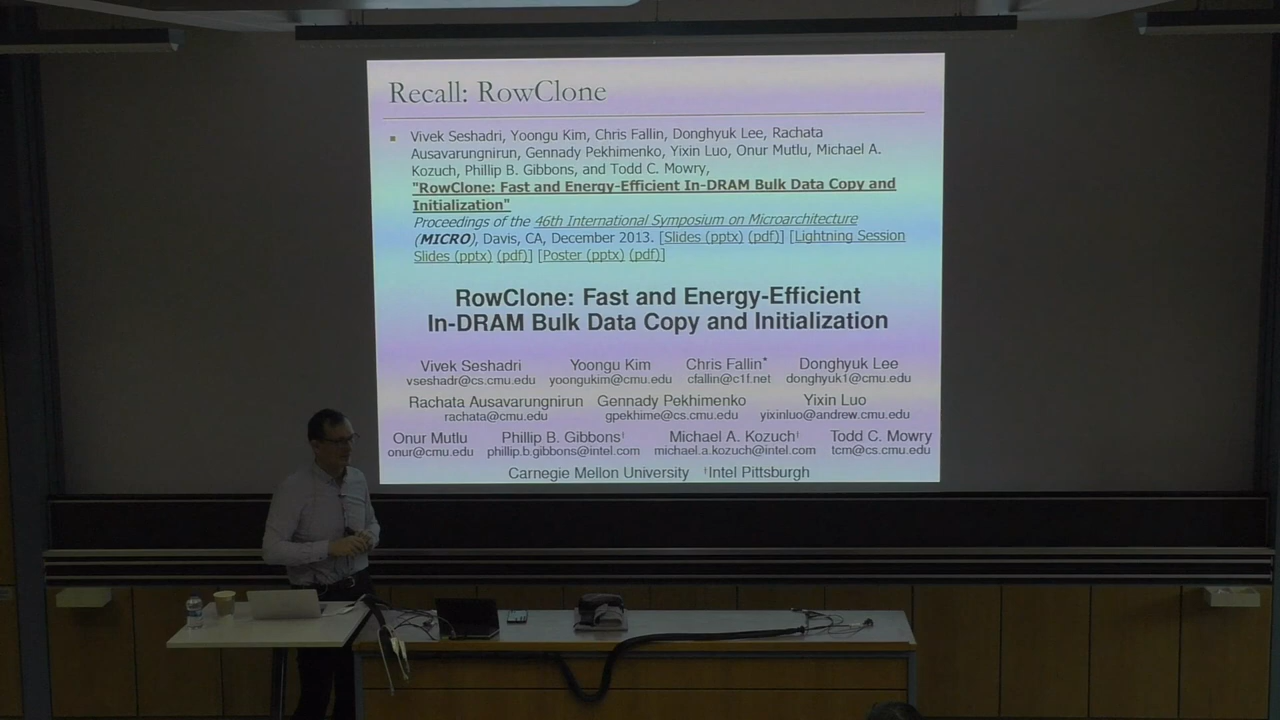 Recall: RowClone
Vivek Seshadri, Yoongu Kim, Chris Fallin, Donghyuk Lee, Rachata
Ausavarungnirun, Gennady Pekhimenko, Yixin Luo, Onur Mutlu, Michael A.
Kozuch, Phillip B. Gibbons, and Todd C. Mowry,
"RowClone: Fast and Energy-Efficient In-DRAM Bulk Data Copy and
Initialization"
Proceedings of the 46th International Symposium on Microarchitecture
(MICRO), Davis, CA, December 2013. [Slides (pptx) (pdf)] [Lightning Session
Slides (pptx) (pdf)] [Poster (pptx) (pdf)]
RowClone: Fast and Energy-Efficient
In-DRAM Bulk Data Copy and Initialization
Vivek Seshadri Yoongu Kim Chris Fallin* Donghyuk Lee
vseshadr@cs.cmu.edu yoongukim@cmu.edu cfallin@c1f.net donghyuk1@cmu.edu
Rachata Ausavarungnirun Gennady Pekhimenko Yixin Luo
rachata@cmu.edu gpekhime@cs.cmu.edu yixinluo@andrew.cmu.edu
Onur Mutlu Phillip B. Gibbons† Michael A. Kozuch† Todd C. Mowry
onur@cmu.edu phillip.b.gibbons@intel.com michael.a.kozuch@intel.com tcm@cs.cmu.edu
Carnegie Mellon University †Intel Pittsburgh